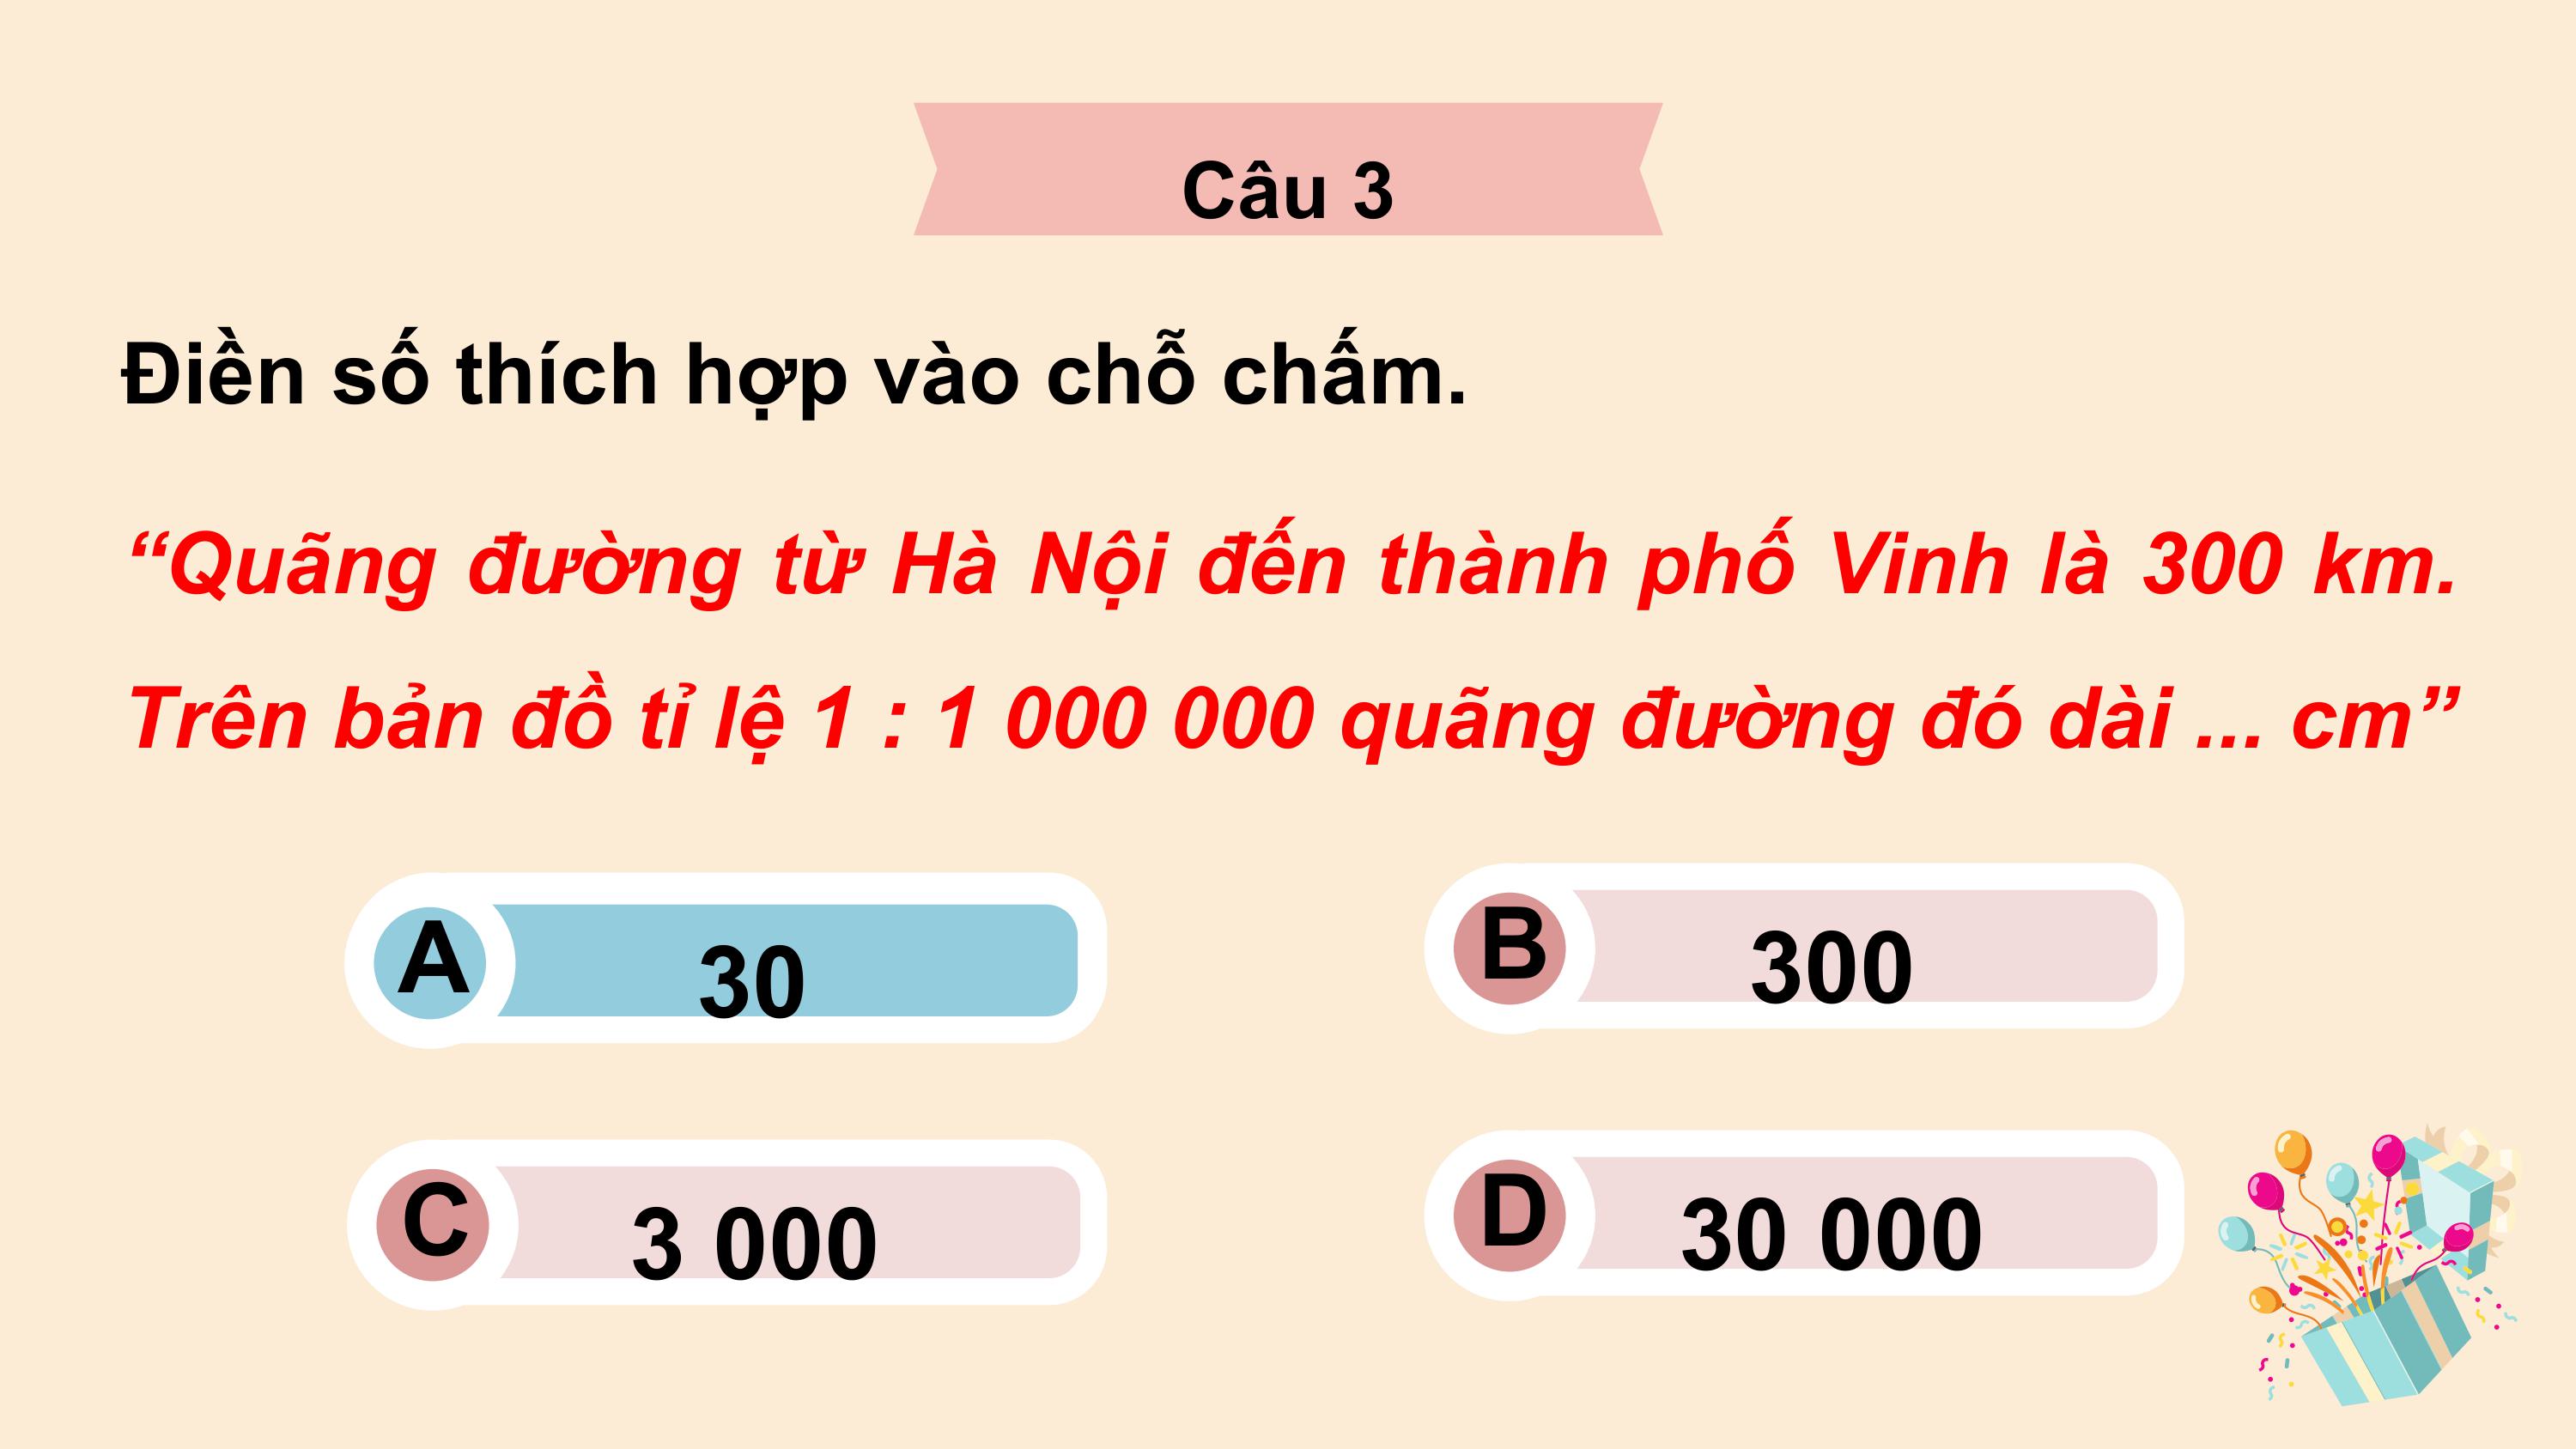 Câu 3
Điền số thích hợp vào chỗ chấm.
“Quãng đường từ Hà Nội đến thành phố Vinh là 300 km.
Trên bản đồ tỉ lệ 1 : 1 000 000 quãng đường đó dài ... cm”
A 30
B 300
C 3 000
D 30 000